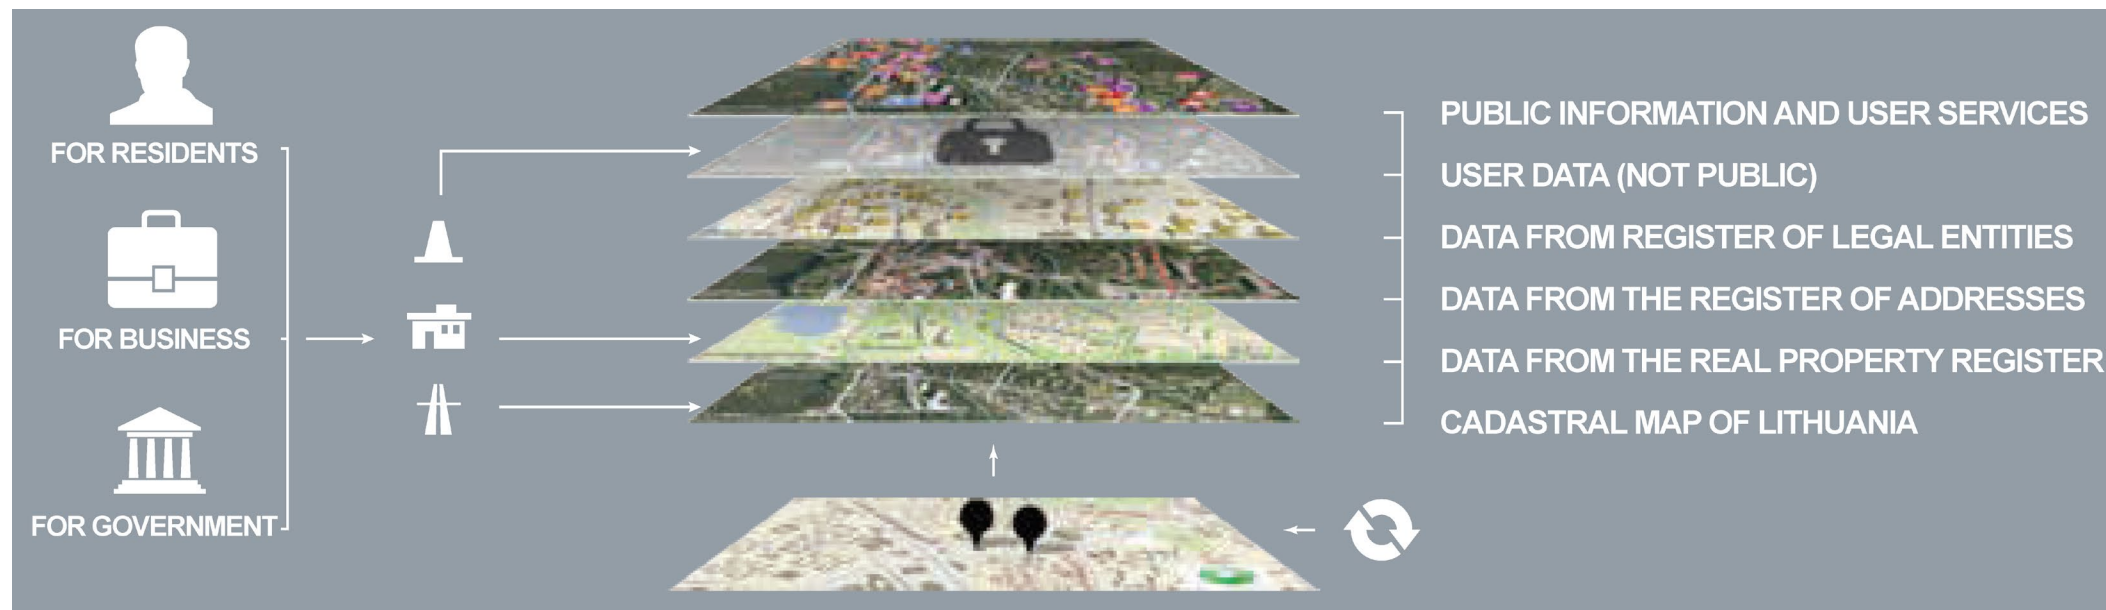 FOR RESIDENTS
FOR BUSINESS
FOR GOVERNMENT
PUBLIC INFORMATION AND USER SERVICES
USER DATA (NOT PUBLIC)
DATA FROM REGISTER OF LEGAL ENTITIES
DATA FROM THE REGISTER OF ADDRESSES
DATA FROM THE REAL PROPERTY REGISTER
CADASTRAL MAP OF LITHUANIA